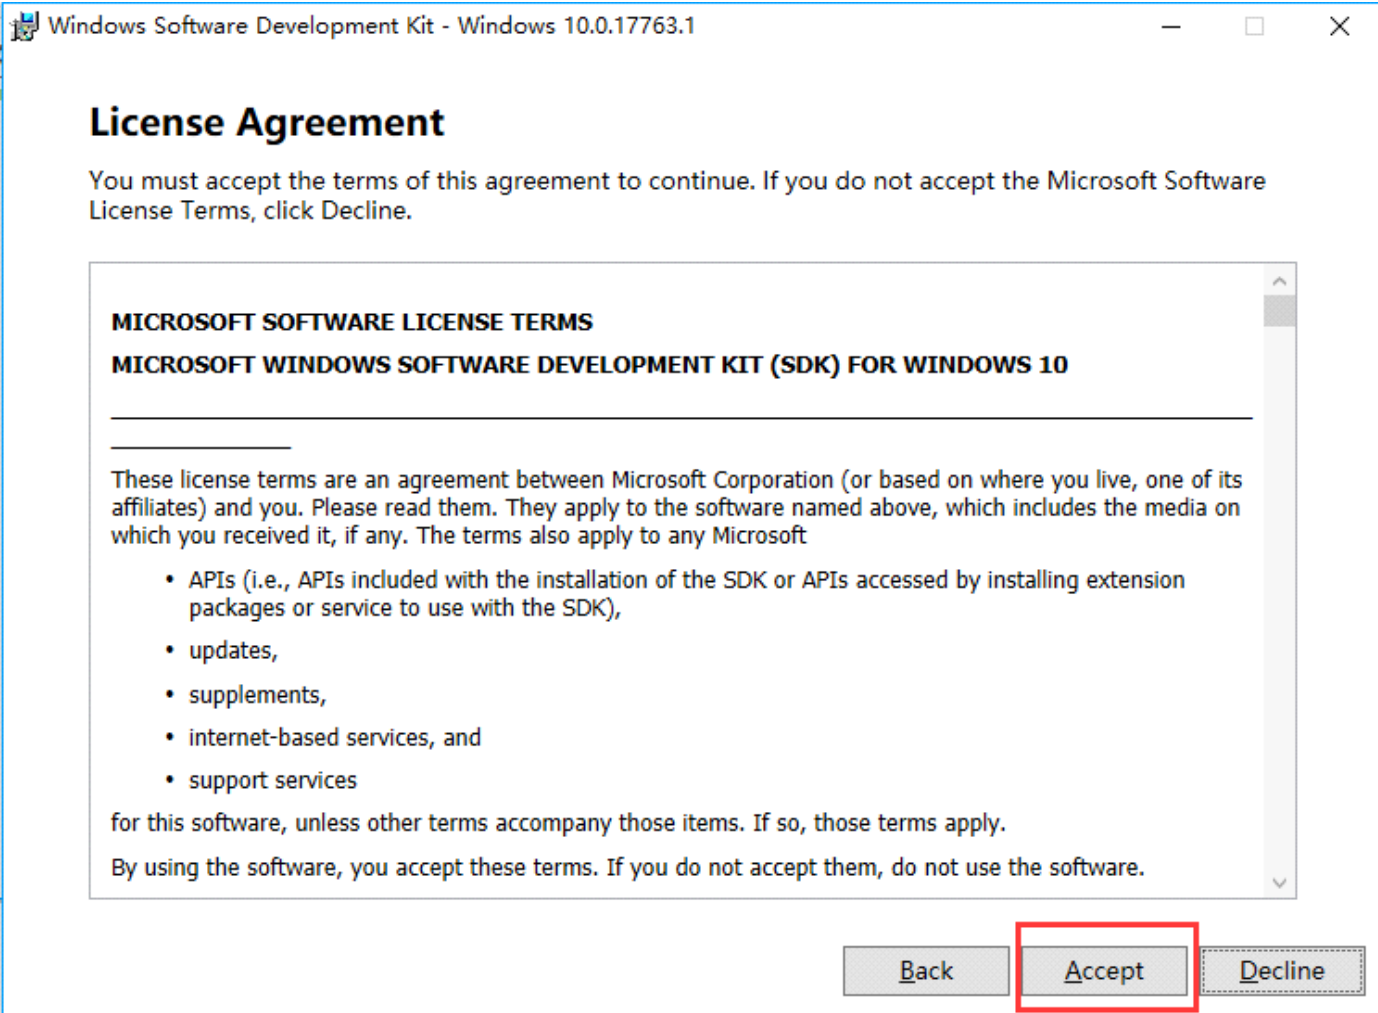 Windows Software Development Kit - Windows 10.0.17763.1
License Agreement
You must accept the terms of this agreement to continue. If you do not accept the Microsoft Software
License Terms, click Decline.
MICROSOFT SOFTWARE LICENSE TERMS
MICROSOFT WINDOWS SOFTWARE DEVELOPMENT KIT (SDK) FOR WINDOWS 10
These license terms are an agreement between Microsoft Corporation (or based on where you live, one of its
affiliates) and you. Please read them. They apply to the software named above, which includes the media on
which you received it, if any. The terms also apply to any Microsoft
• APIs (i.e., APIs included with the installation of the SDK or APIs accessed by installing extension
packages or service to use with the SDK),
• updates,
• supplements,
• internet-based services, and
• support services
for this software, unless other terms accompany those items. If so, those terms apply.
By using the software, you accept these terms. If you do not accept them, do not use the software.
Back Accept Decline